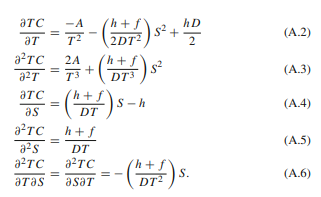 ∂TC/∂T = −A/T² − ((h + f)/2DT²) s² + hD/2 (A.2)
∂²TC/∂²T = 2A/T³ + ((h + f)/DT³) s² (A.3)
∂TC/∂s = ((h + f)/DT) s − h (A.4)
∂²TC/∂²s = h + f/DT (A.5)
∂²TC/∂T∂s = ∂²TC/∂s∂T = −((h + f)/DT²) s. (A.6)